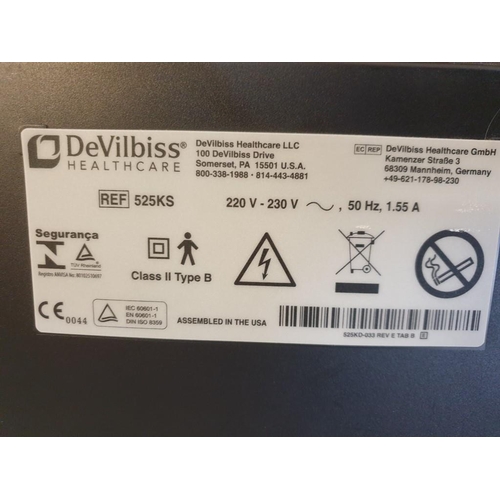 DeVilbiss®
HEALTHCARE
DeVilbiss Healthcare LLC
100 DeVilbiss Drive
Somerset, PA 15501 U.S.A.
800-338-1988 • 814-443-4881
EC REP DeVilbiss Healthcare GmbH
Kamenzer Straße 3
68309 Mannheim, Germany
+49-621-178-98-230
REF 525KS
220 V - 230 V , 50 Hz, 1.55 A
Segurança
TÜV Rheinland
Class II Type B
CE 0044
IEC 60601-1
EN 60601-1
DIN ISO 8359
ASSEMBLED IN THE USA
525KD-033 REV E TAB B